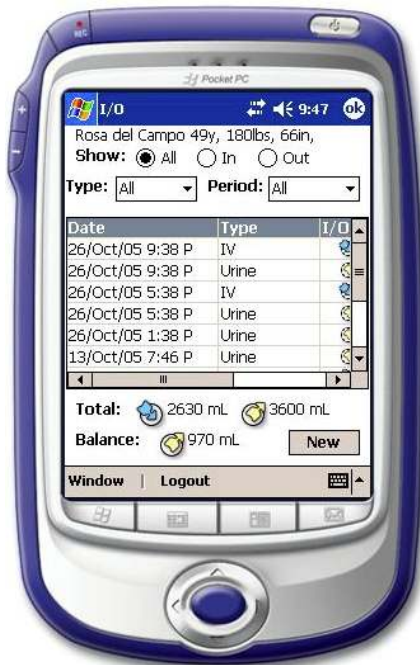 REC
Pocket PC
I/O 9:47 ok
Rosa del Campo 49y, 180lbs, 66in,
Show: All In Out
Type: All Period: All
Date Type I/O
26/Oct/05 9:38 P IV
26/Oct/05 9:38 P Urine
26/Oct/05 5:38 P IV
26/Oct/05 5:38 P Urine
26/Oct/05 1:38 P Urine
13/Oct/05 7:46 P Urine
Total: 2630 mL 3600 mL
Balance: 970 mL New
Window | Logout